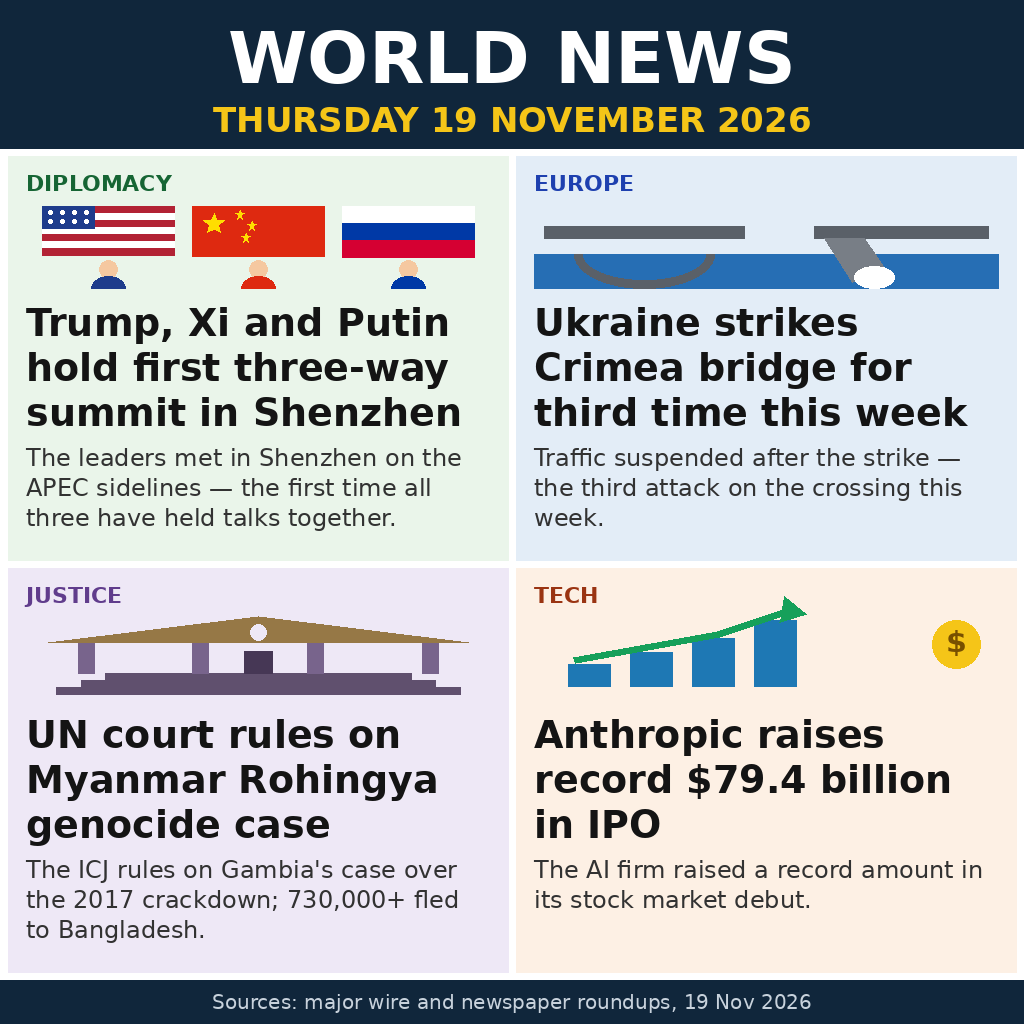 WORLD NEWS
THURSDAY 19 NOVEMBER 2026
DIPLOMACY
Trump, Xi and Putin
hold first three-way
summit in Shenzhen
The leaders met in Shenzhen on the
APEC sidelines — the first time all
three have held talks together.
EUROPE
Ukraine strikes
Crimea bridge for
third time this week
Traffic suspended after the strike —
the third attack on the crossing this
week.
JUSTICE
UN court rules on
Myanmar Rohingya
genocide case
The ICJ rules on Gambia's case over
the 2017 crackdown; 730,000+ fled
to Bangladesh.
TECH
$
Anthropic raises
record $79.4 billion
in IPO
The AI firm raised a record amount in
its stock market debut.
Sources: major wire and newspaper roundups, 19 Nov 2026